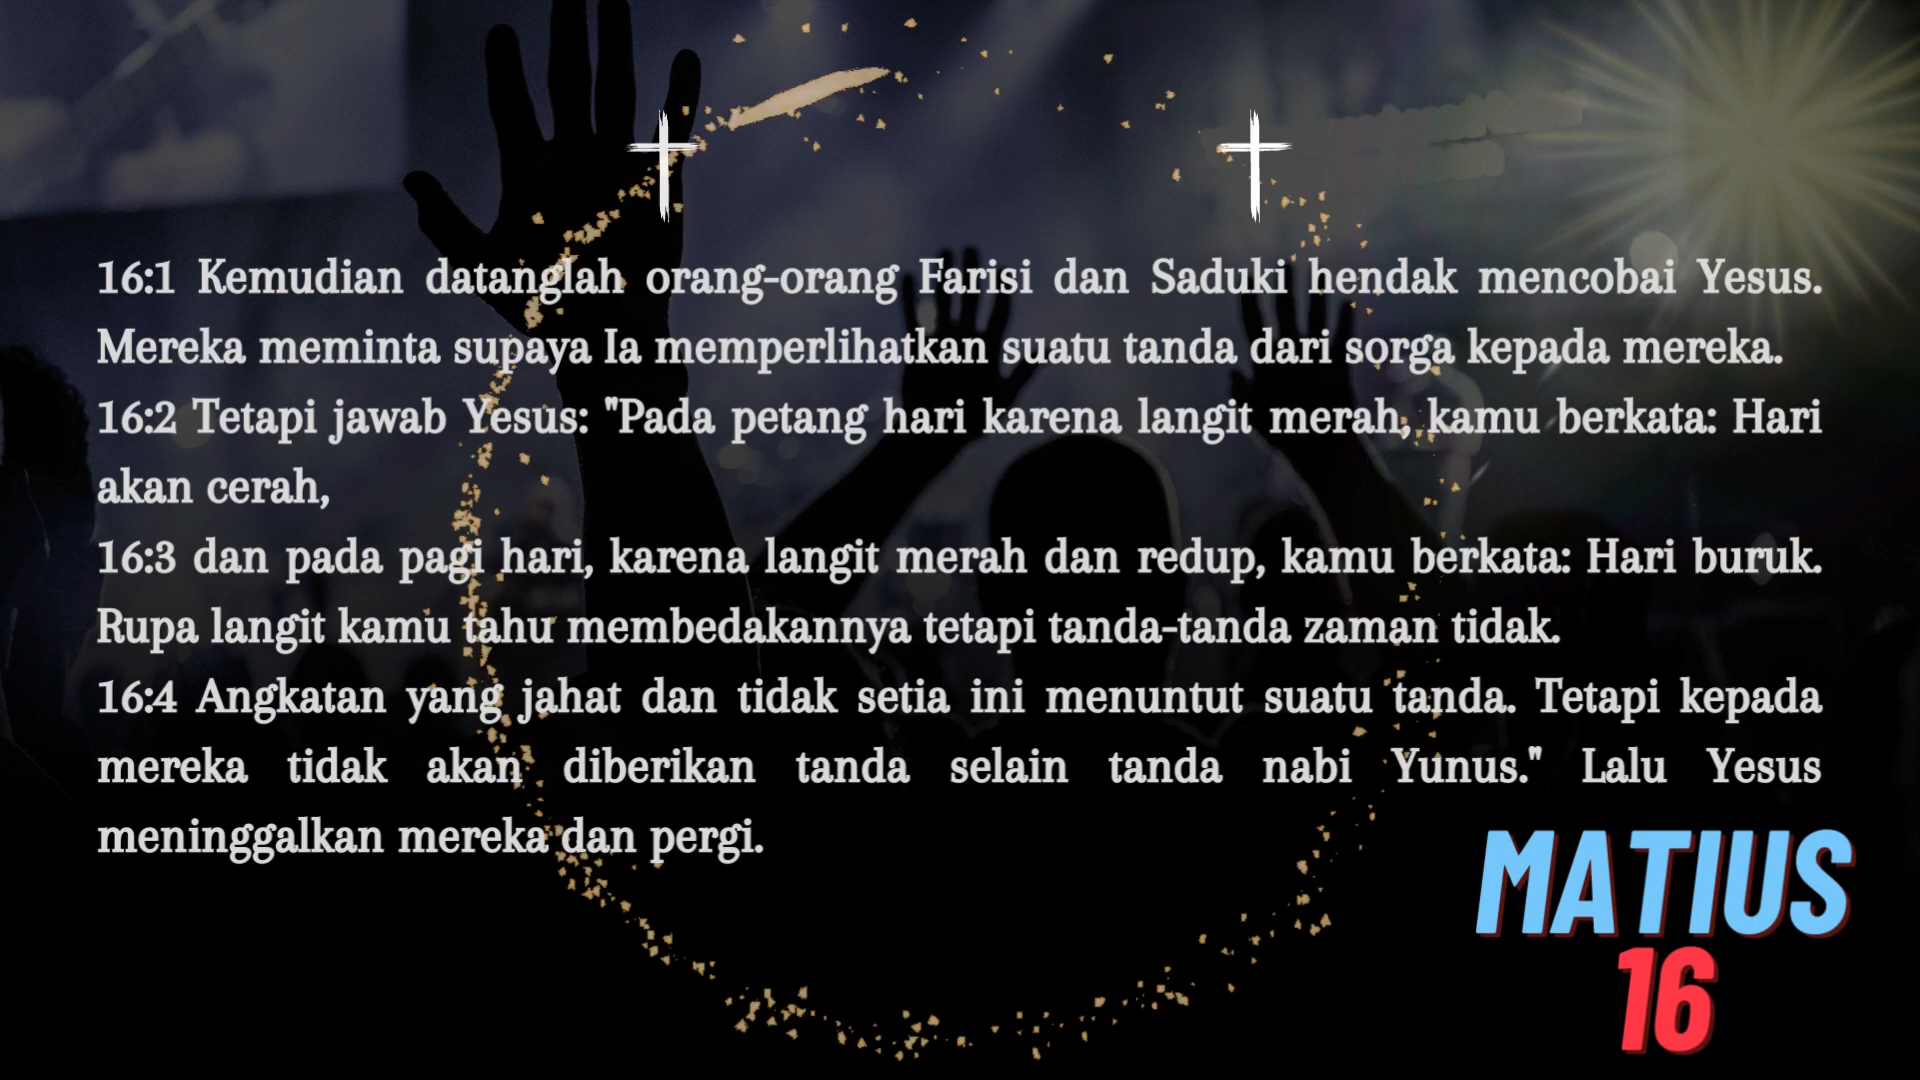 16:1 Kemudian datanglah orang-orang Farisi dan Saduki hendak mencobai Yesus.
Mereka meminta supaya Ia memperlihatkan suatu tanda dari sorga kepada mereka.
16:2 Tetapi jawab Yesus: "Pada petang hari karena langit merah, kamu berkata: Hari
akan cerah,
16:3 dan pada pagi hari, karena langit merah dan redup, kamu berkata: Hari buruk.
Rupa langit kamu tahu membedakannya tetapi tanda-tanda zaman tidak.
16:4 Angkatan yang jahat dan tidak setia ini menuntut suatu tanda. Tetapi kepada
mereka tidak akan diberikan tanda selain tanda nabi Yunus." Lalu Yesus
meninggalkan mereka dan pergi.
MATIUS
16